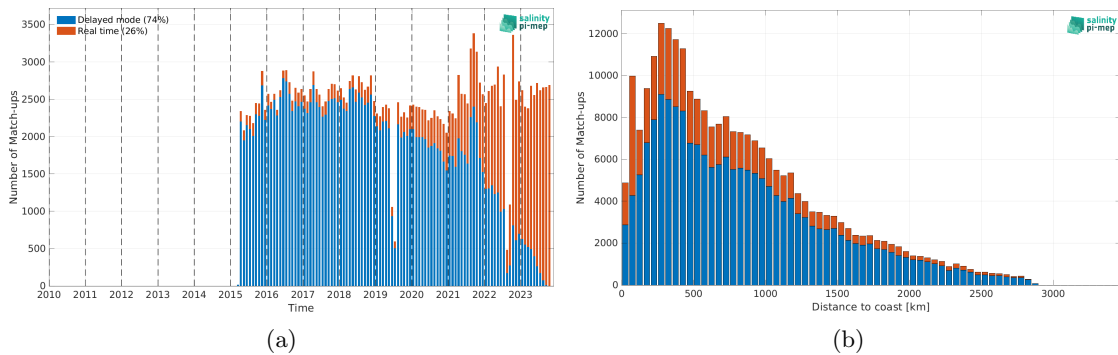 Delayed mode (74%)
Real time (26%)
salinity
pi-mep
Number of Match-ups
3500
3000
2500
2000
1500
1000
500
0
2010 2011 2012 2013 2014 2015 2016 2017 2018 2019 2020 2021 2022 2023
Time
(a)
salinity
pi-mep
Number of Match-ups
12000
10000
8000
6000
4000
2000
0
0 500 1000 1500 2000 2500 3000
Distance to coast [km]
(b)